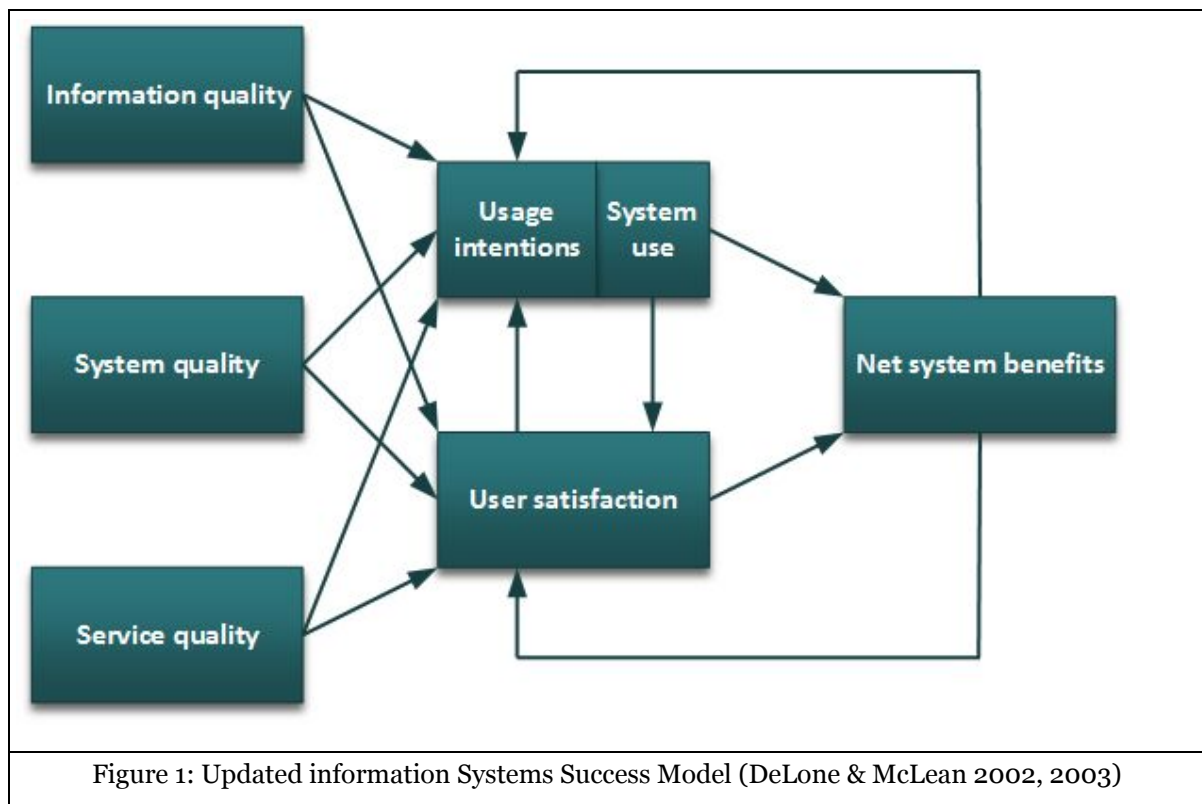 Information quality
Usage
intentions
System
use
System quality
Net system benefits
User satisfaction
Service quality
Figure 1: Updated information Systems Success Model (DeLone & McLean 2002, 2003)